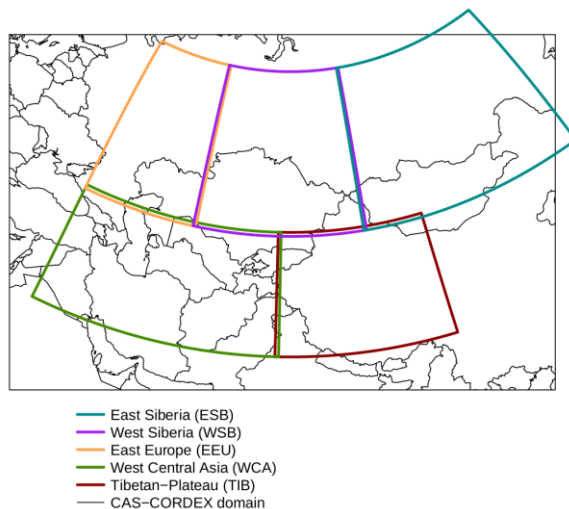 East Siberia (ESB)
West Siberia (WSB)
East Europe (EEU)
West Central Asia (WCA)
Tibetan−Plateau (TIB)
CAS−CORDEX domain